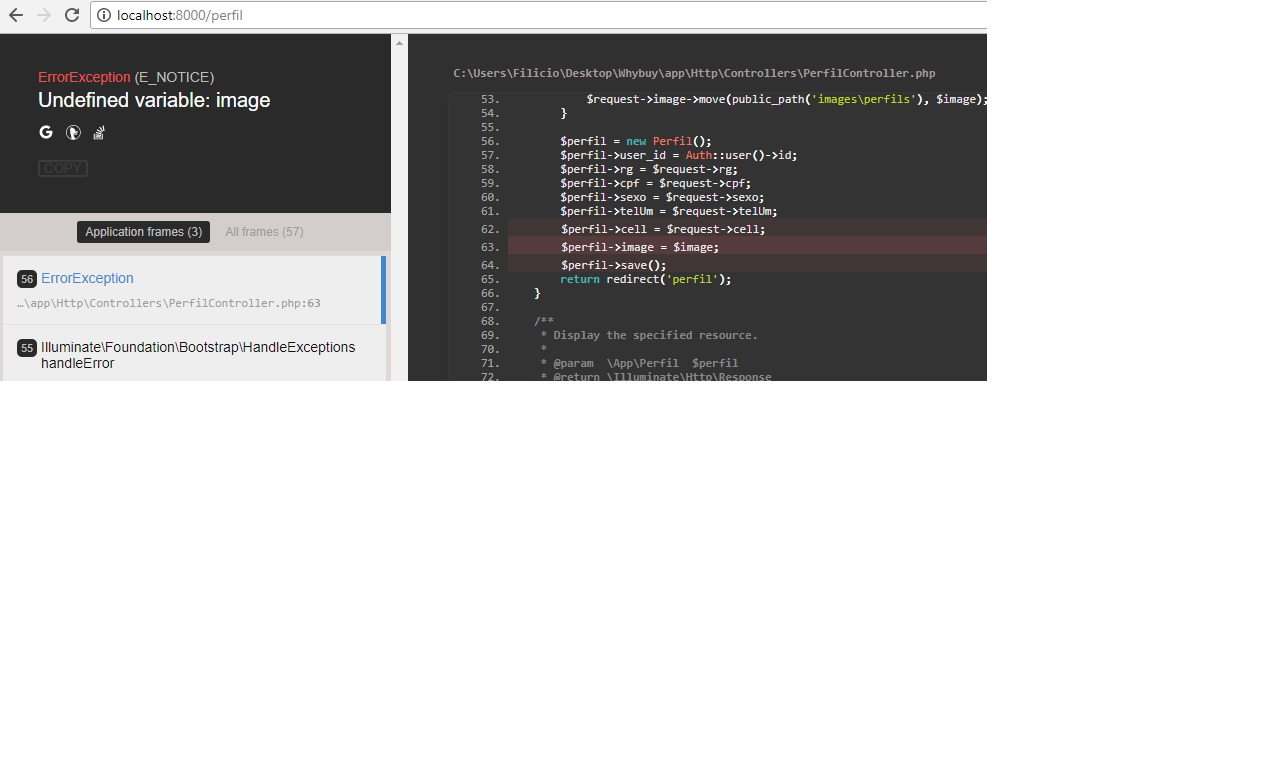 localhost:8000/perfil
ErrorException (E_NOTICE)
Undefined variable: image
COPY
Application frames (3) All frames (57)
56 ErrorException
…\app\Http\Controllers\PerfilController.php:63
55 Illuminate\Foundation\Bootstrap\HandleExceptions
handleError
C:\Users\Filicio\Desktop\Whybuy\app\Http\Controllers\PerfilController.php
53. $request->image->move(public_path('images\perfils'), $image);
54. }
55.
56. $perfil = new Perfil();
57. $perfil->user_id = Auth::user()->id;
58. $perfil->rg = $request->rg;
59. $perfil->cpf = $request->cpf;
60. $perfil->sexo = $request->sexo;
61. $perfil->telUm = $request->telUm;
62. $perfil->cell = $request->cell;
63. $perfil->image = $image;
64. $perfil->save();
65. return redirect('perfil');
66. }
67.
68. /**
69. * Display the specified resource.
70. *
71. * @param  \App\Perfil  $perfil
72. * @return \Illuminate\Http\Response